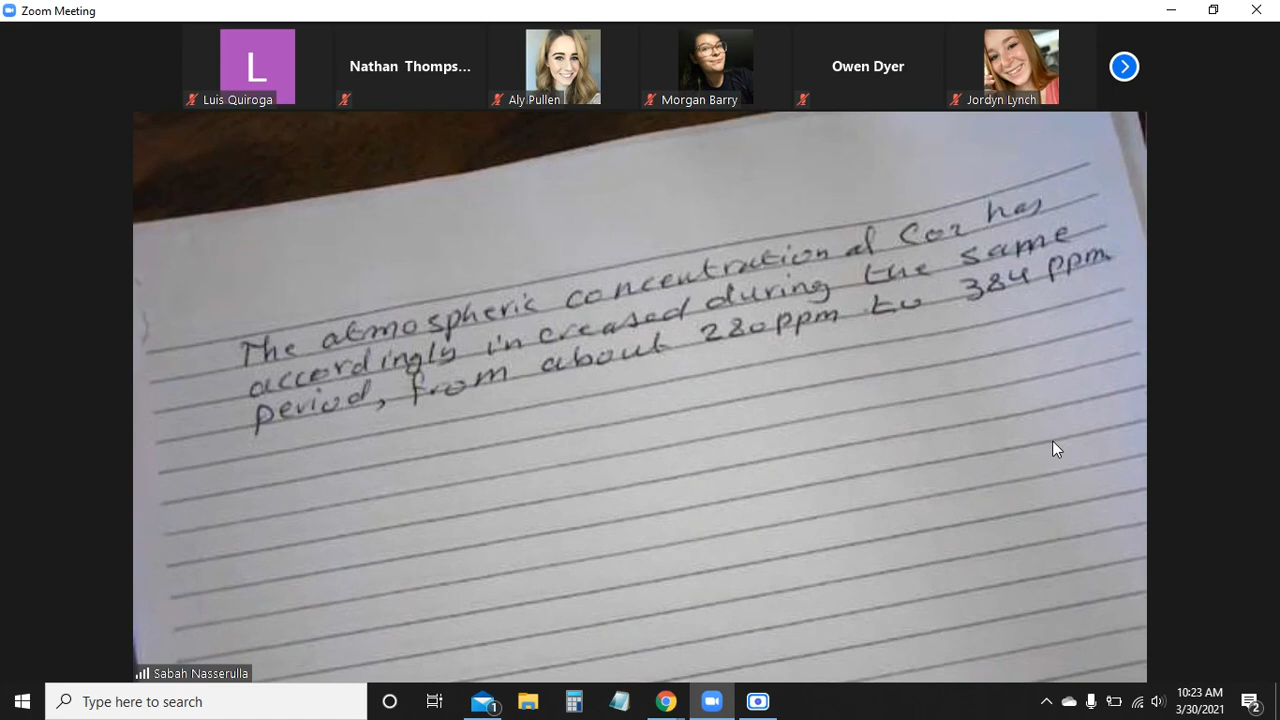 Zoom Meeting
L
Luis Quiroga
Nathan Thomps...
Aly Pullen
Morgan Barry
Owen Dyer
Jordyn Lynch
The atmospheric concentration of Co2 has
accordingly increased during the same
period, from about 280ppm to 384 ppm.
Sabah Nasserulla
Type here to search
1
10:23 AM
3/30/2021
2